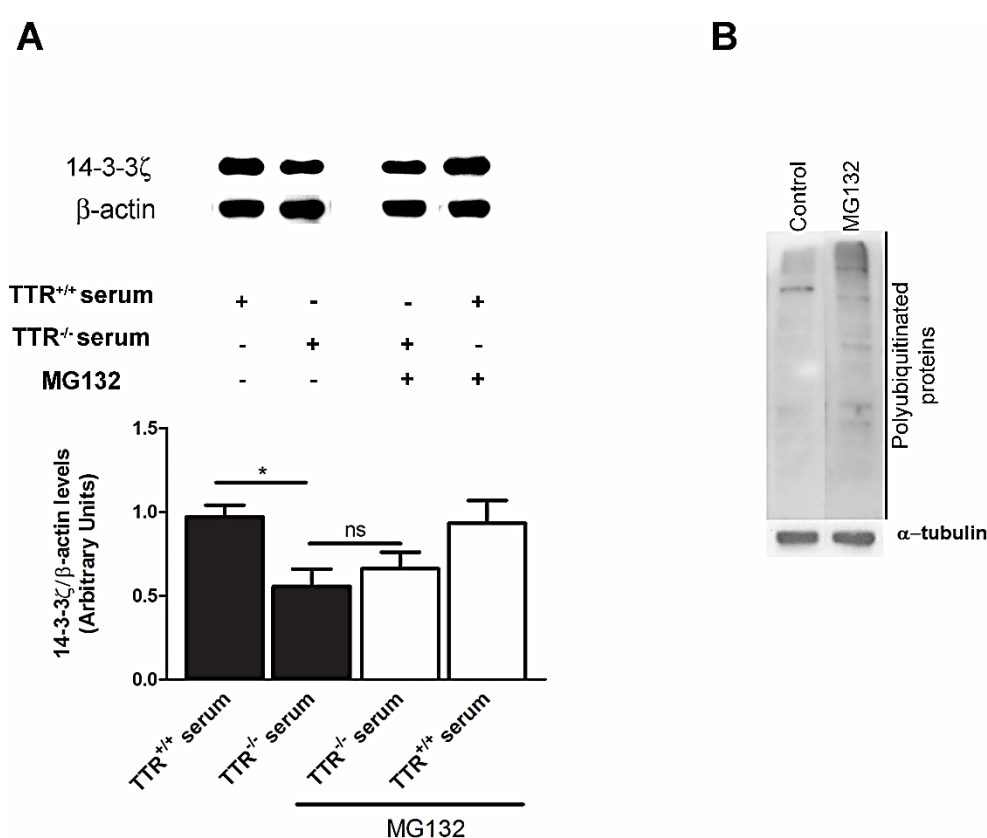 A
14-3-3ζ
β-actin
TTR+/+ serum + - - +
TTR-/- serum - + + -
MG132 - - + +
14-3-3ζ/β-actin levels
(Arbitrary Units)
1.5
1.0
0.5
0.0
*
ns
TTR+/+ serum
TTR-/- serum
TTR-/- serum
TTR+/+ serum
MG132
B
Control
MG132
Polyubiquitinated
proteins
α-tubulin